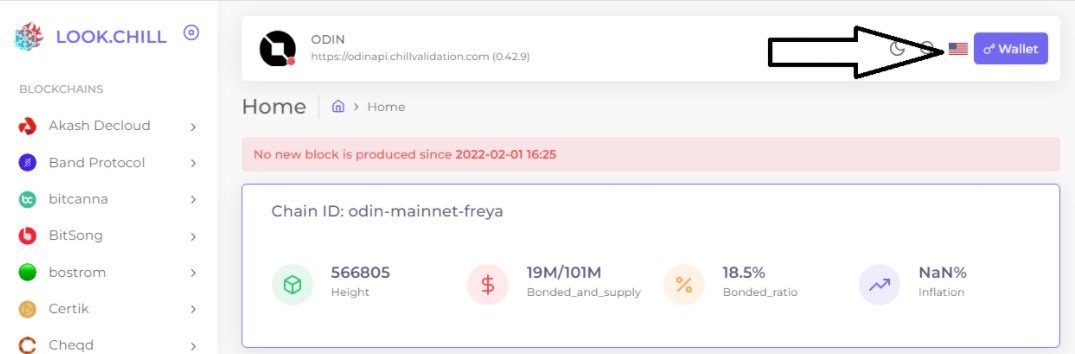 LOOK.CHILL
BLOCKCHAINS
Akash Decloud
Band Protocol
bitcanna
BitSong
bostrom
Certik
Cheqd
ODIN
https://odinapi.chillvalidation.com (0.42.9)
Wallet
Home
Home
No new block is produced since 2022-02-01 16:25
Chain ID: odin-mainnet-freya
566805
Height
19M/101M
Bonded_and_supply
18.5%
Bonded_ratio
NaN%
Inflation